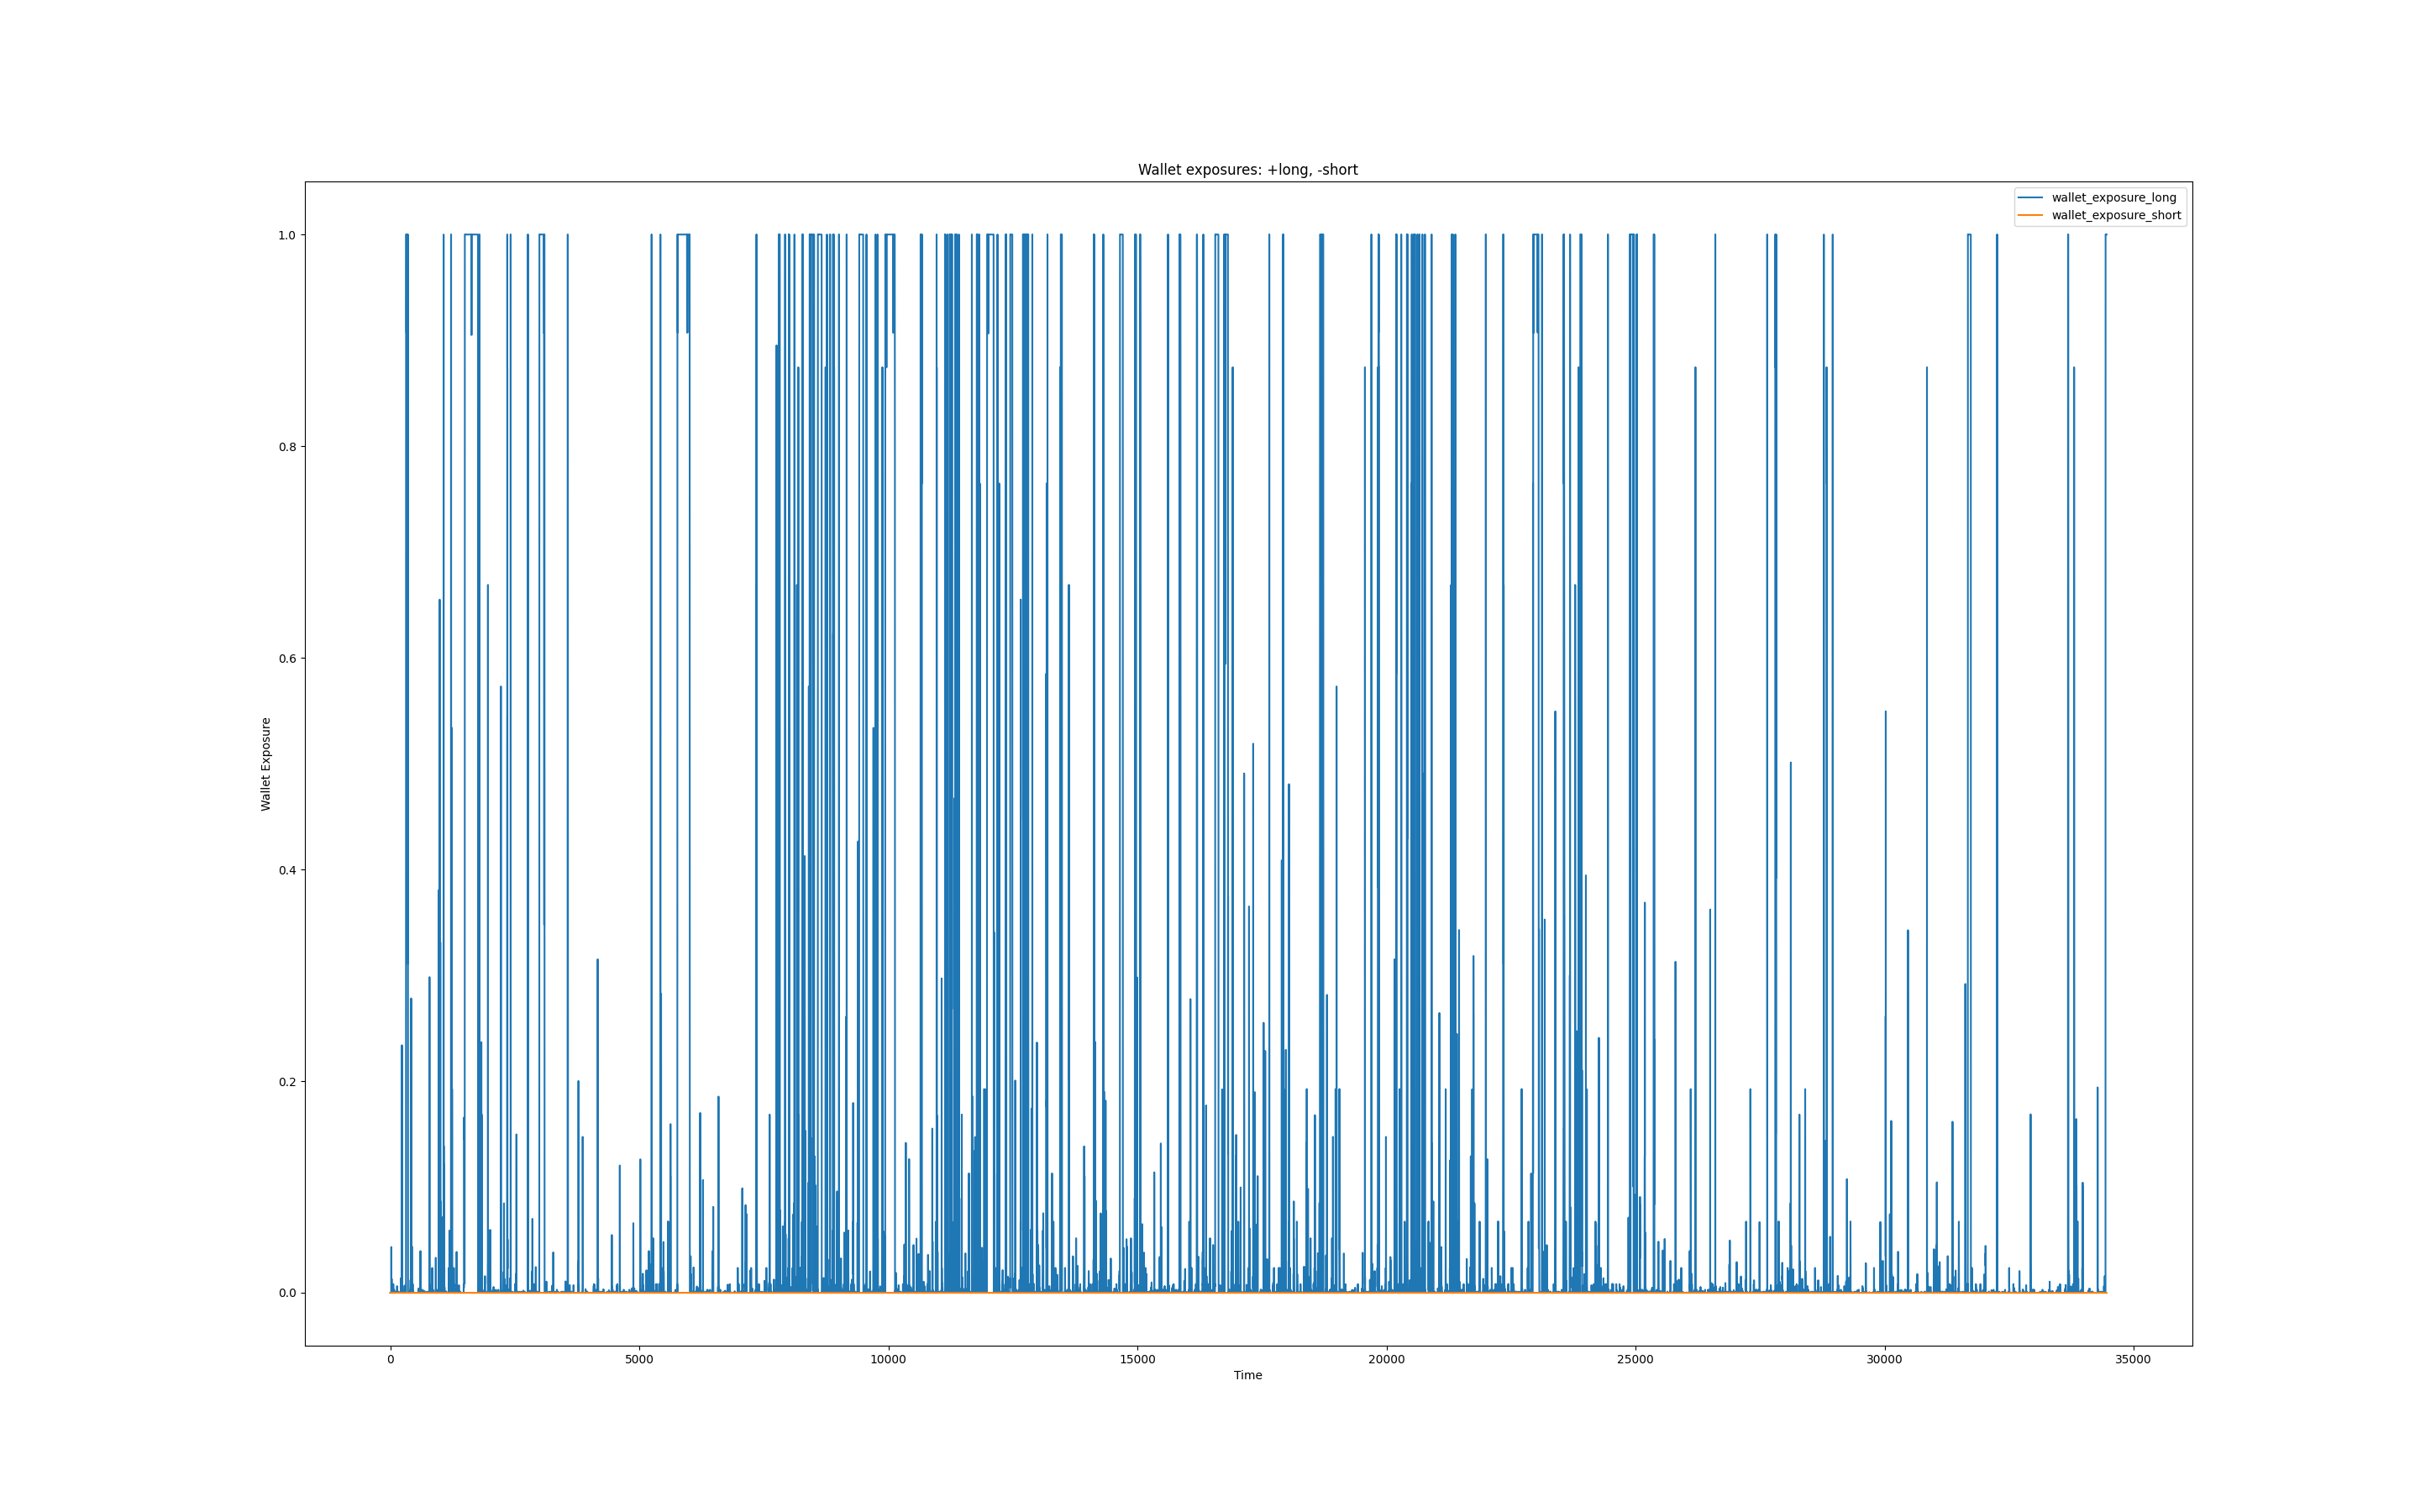 Wallet exposures: +long, -short
wallet_exposure_long
wallet_exposure_short
1.0
0.8
0.6
0.4
0.2
0.0
Wallet Exposure
0 5000 10000 15000 20000 25000 30000 35000
Time